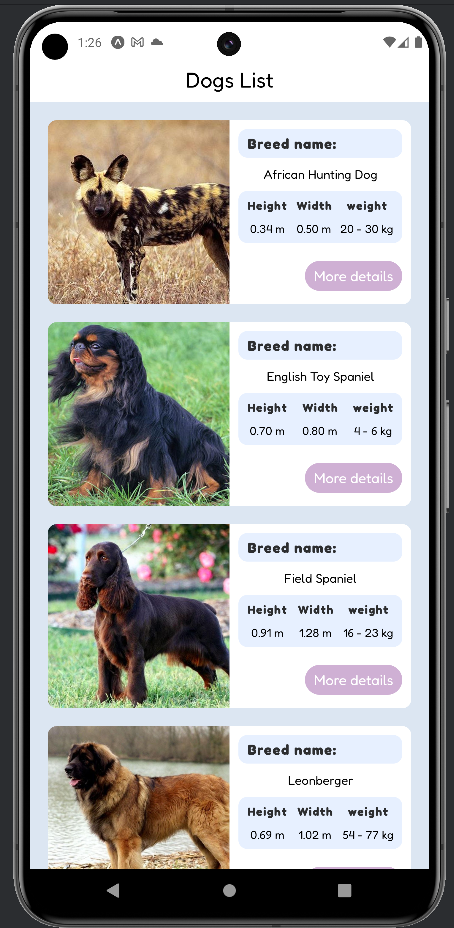 1:26
Dogs List
Breed name:
African Hunting Dog
Height Width weight
0.34 m 0.50 m 20 - 30 kg
More details
Breed name:
English Toy Spaniel
Height Width weight
0.70 m 0.80 m 4 - 6 kg
More details
Breed name:
Field Spaniel
Height Width weight
0.91 m 1.28 m 16 - 23 kg
More details
Breed name:
Leonberger
Height Width weight
0.69 m 1.02 m 54 - 77 kg